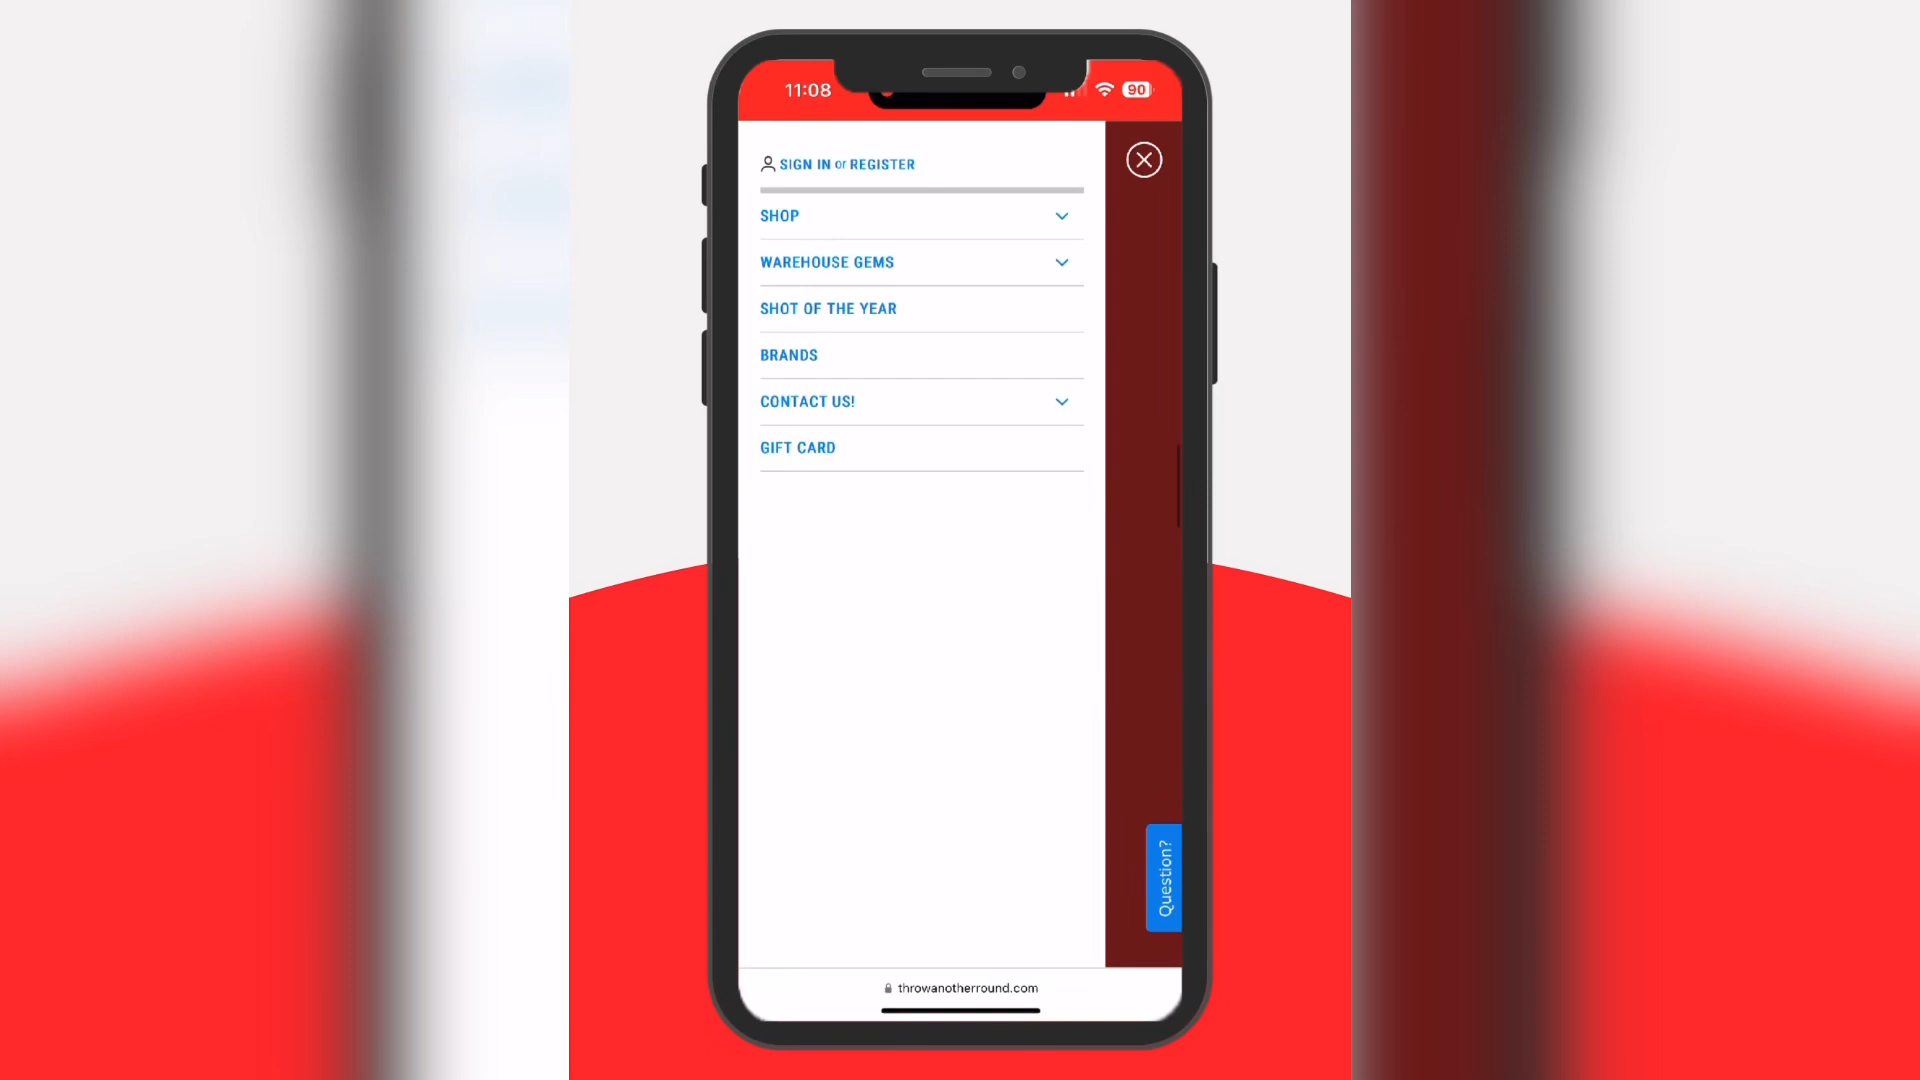 11:08
90
SIGN IN or REGISTER
SHOP
WAREHOUSE GEMS
SHOT OF THE YEAR
BRANDS
CONTACT US!
GIFT CARD
Question?
throwanotherround.com